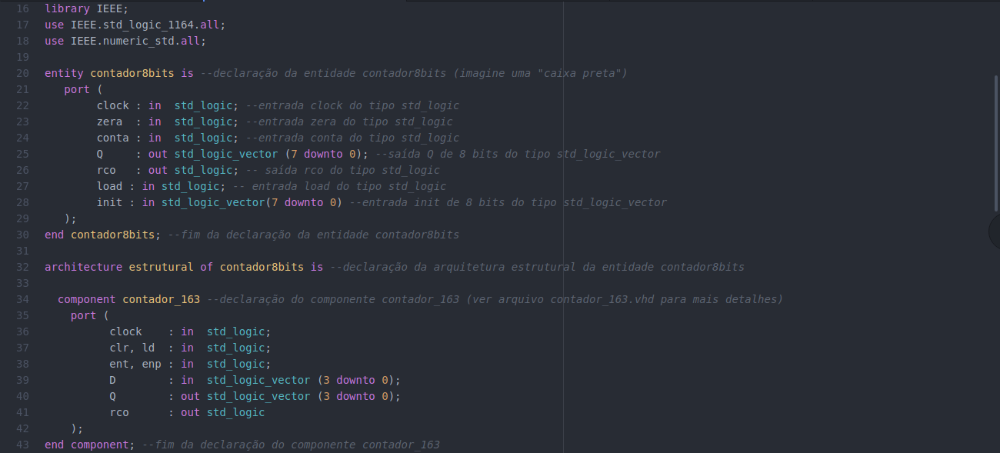 16 library IEEE;
17 use IEEE.std_logic_1164.all;
18 use IEEE.numeric_std.all;
19
20 entity contador8bits is --declaração da entidade contador8bits (imagine uma "caixa preta")
21 port (
22 clock : in  std_logic; --entrada clock do tipo std_logic
23 zera  : in  std_logic; --entrada zera do tipo std_logic
24 conta : in  std_logic; --entrada conta do tipo std_logic
25 Q     : out std_logic_vector (7 downto 0); --saída Q de 8 bits do tipo std_logic_vector
26 rco   : out std_logic; -- saída rco do tipo std_logic
27 load : in std_logic; -- entrada load do tipo std_logic
28 init : in std_logic_vector(7 downto 0) --entrada init de 8 bits do tipo std_logic_vector
29 );
30 end contador8bits; --fim da declaração da entidade contador8bits
31
32 architecture estrutural of contador8bits is --declaração da arquitetura estrutural da entidade contador8bits
33
34 component contador_163 --declaração do componente contador_163 (ver arquivo contador_163.vhd para mais detalhes)
35 port (
36 clock    : in  std_logic;
37 clr, ld  : in  std_logic;
38 ent, enp : in  std_logic;
39 D        : in  std_logic_vector (3 downto 0);
40 Q        : out std_logic_vector (3 downto 0);
41 rco      : out std_logic
42 );
43 end component; --fim da declaração do componente contador_163